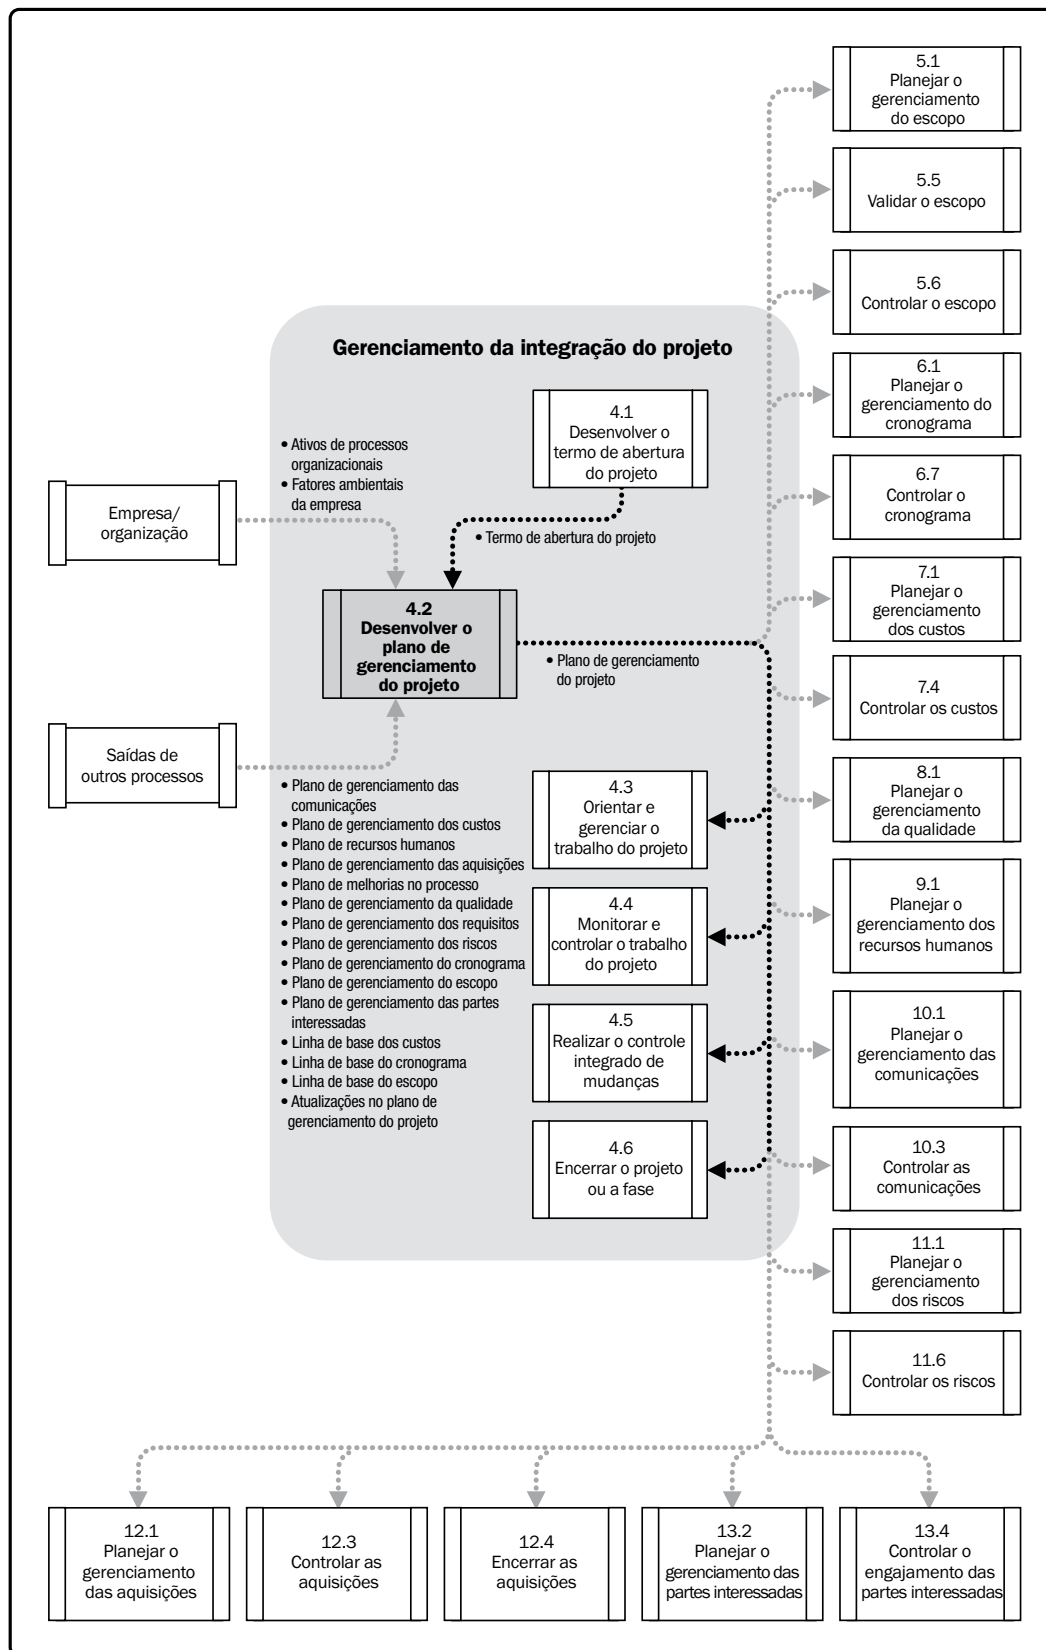 5.1
Planejar o
gerenciamento
do escopo
5.5
Validar o escopo
5.6
Controlar o escopo
Gerenciamento da integração do projeto
6.1
Planejar o
gerenciamento do
cronograma
4.1
Desenvolver o
termo de abertura
do projeto
• Ativos de processos
organizacionais
• Fatores ambientais
da empresa
6.7
Controlar o
cronograma
Empresa/
organização
• Termo de abertura do projeto
7.1
Planejar o
gerenciamento
dos custos
4.2
Desenvolver o
plano de
gerenciamento
do projeto
• Plano de gerenciamento
do projeto
7.4
Controlar os custos
Saídas de
outros processos
8.1
Planejar o
gerenciamento
da qualidade
• Plano de gerenciamento das
comunicações
• Plano de gerenciamento dos custos
• Plano de recursos humanos
• Plano de gerenciamento das aquisições
• Plano de melhorias no processo
• Plano de gerenciamento da qualidade
• Plano de gerenciamento dos requisitos
• Plano de gerenciamento dos riscos
• Plano de gerenciamento do cronograma
• Plano de gerenciamento do escopo
• Plano de gerenciamento das partes
interessadas
• Linha de base dos custos
• Linha de base do cronograma
• Linha de base do escopo
• Atualizações no plano de
gerenciamento do projeto
4.3
Orientar e
gerenciar o
trabalho do projeto
4.4
Monitorar e
controlar o trabalho
do projeto
4.5
Realizar o controle
integrado de
mudanças
4.6
Encerrar o projeto
ou a fase
9.1
Planejar o
gerenciamento dos
recursos humanos
10.1
Planejar o
gerenciamento das
comunicações
10.3
Controlar as
comunicações
11.1
Planejar o
gerenciamento
dos riscos
11.6
Controlar os riscos
12.1
Planejar o
gerenciamento
das aquisições
12.3
Controlar as
aquisições
12.4
Encerrar as
aquisições
13.2
Planejar o
gerenciamento das
partes interessadas
13.4
Controlar o
engajamento das
partes interessadas